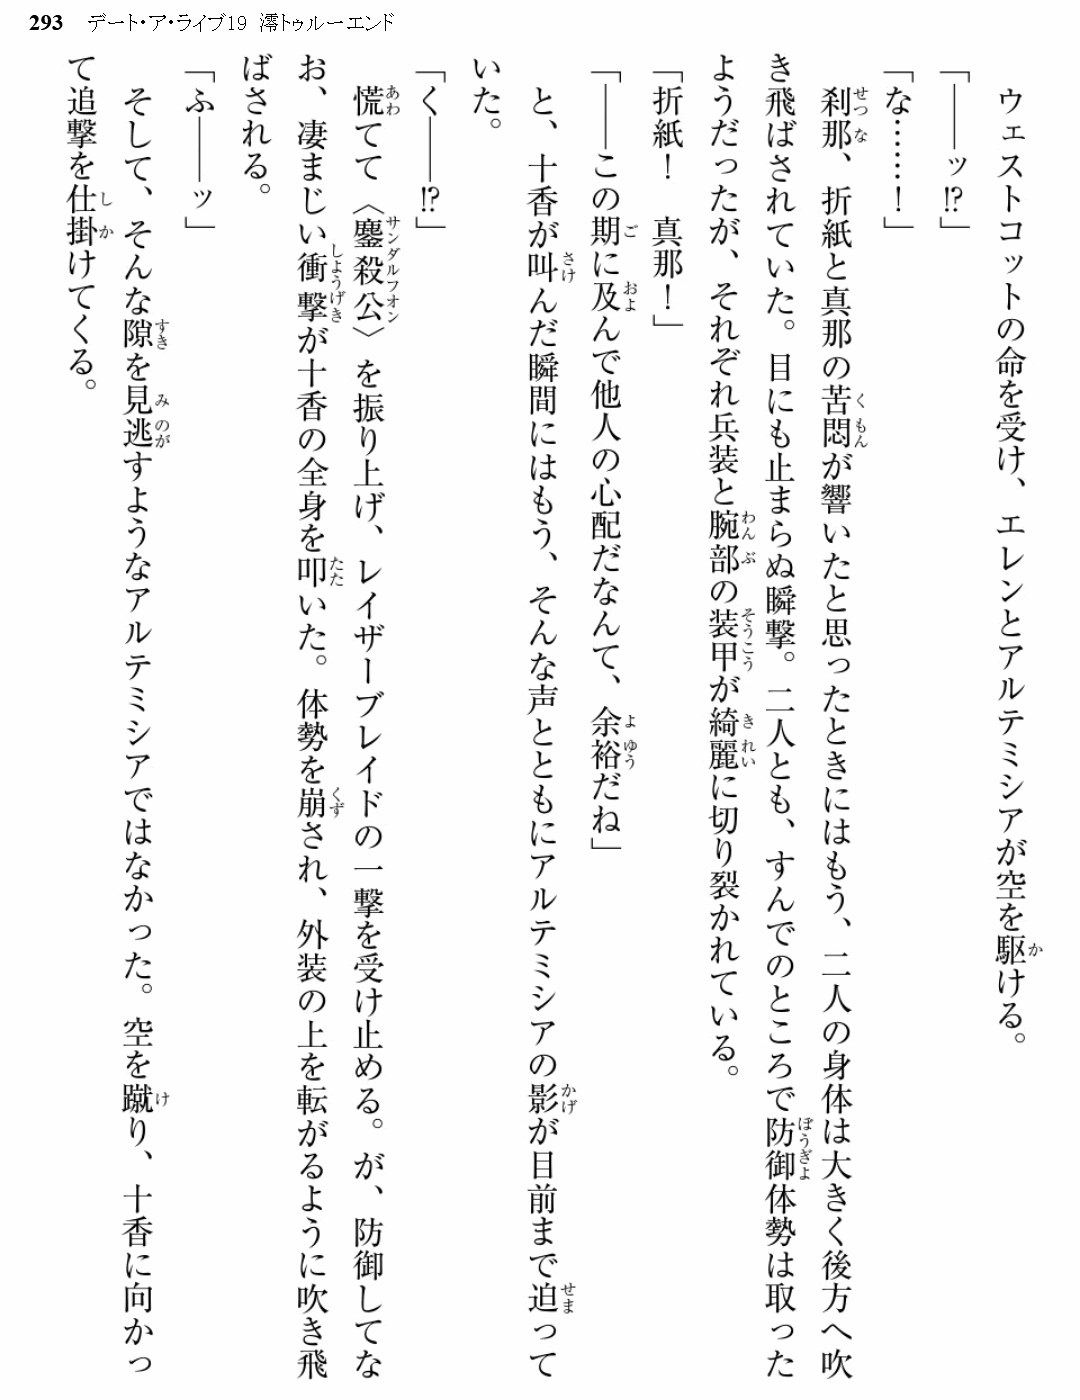 293 デート・ア・ライブ19 澪トゥルーエンド
　ウェストコットの命を受け、エレンとアルテミシアが空を駆ける。
「――ッ!?」
「な……！」
　刹那、折紙と真那の苦悶が響いたと思ったときにはもう、二人の身体は大きく後方へ吹
き飛ばされていた。目にも止まらぬ瞬撃。二人とも、すんでのところで防御体勢は取った
ようだったが、それぞれ兵装と腕部の装甲が綺麗に切り裂かれている。
「折紙！　真那！」
「――この期に及んで他人の心配だなんて、余裕だね」
　と、十香が叫んだ瞬間にはもう、そんな声とともにアルテミシアの影が目前まで迫って
いた。
「く――!?」
　慌てて〈鏖殺公〉を振り上げ、レイザーブレイドの一撃を受け止める。が、防御してな
お、凄まじい衝撃が十香の全身を叩いた。体勢を崩され、外装の上を転がるように吹き飛
ばされる。
「ふ――ッ」
　そして、そんな隙を見逃すようなアルテミシアではなかった。空を蹴り、十香に向かっ
て追撃を仕掛けてくる。